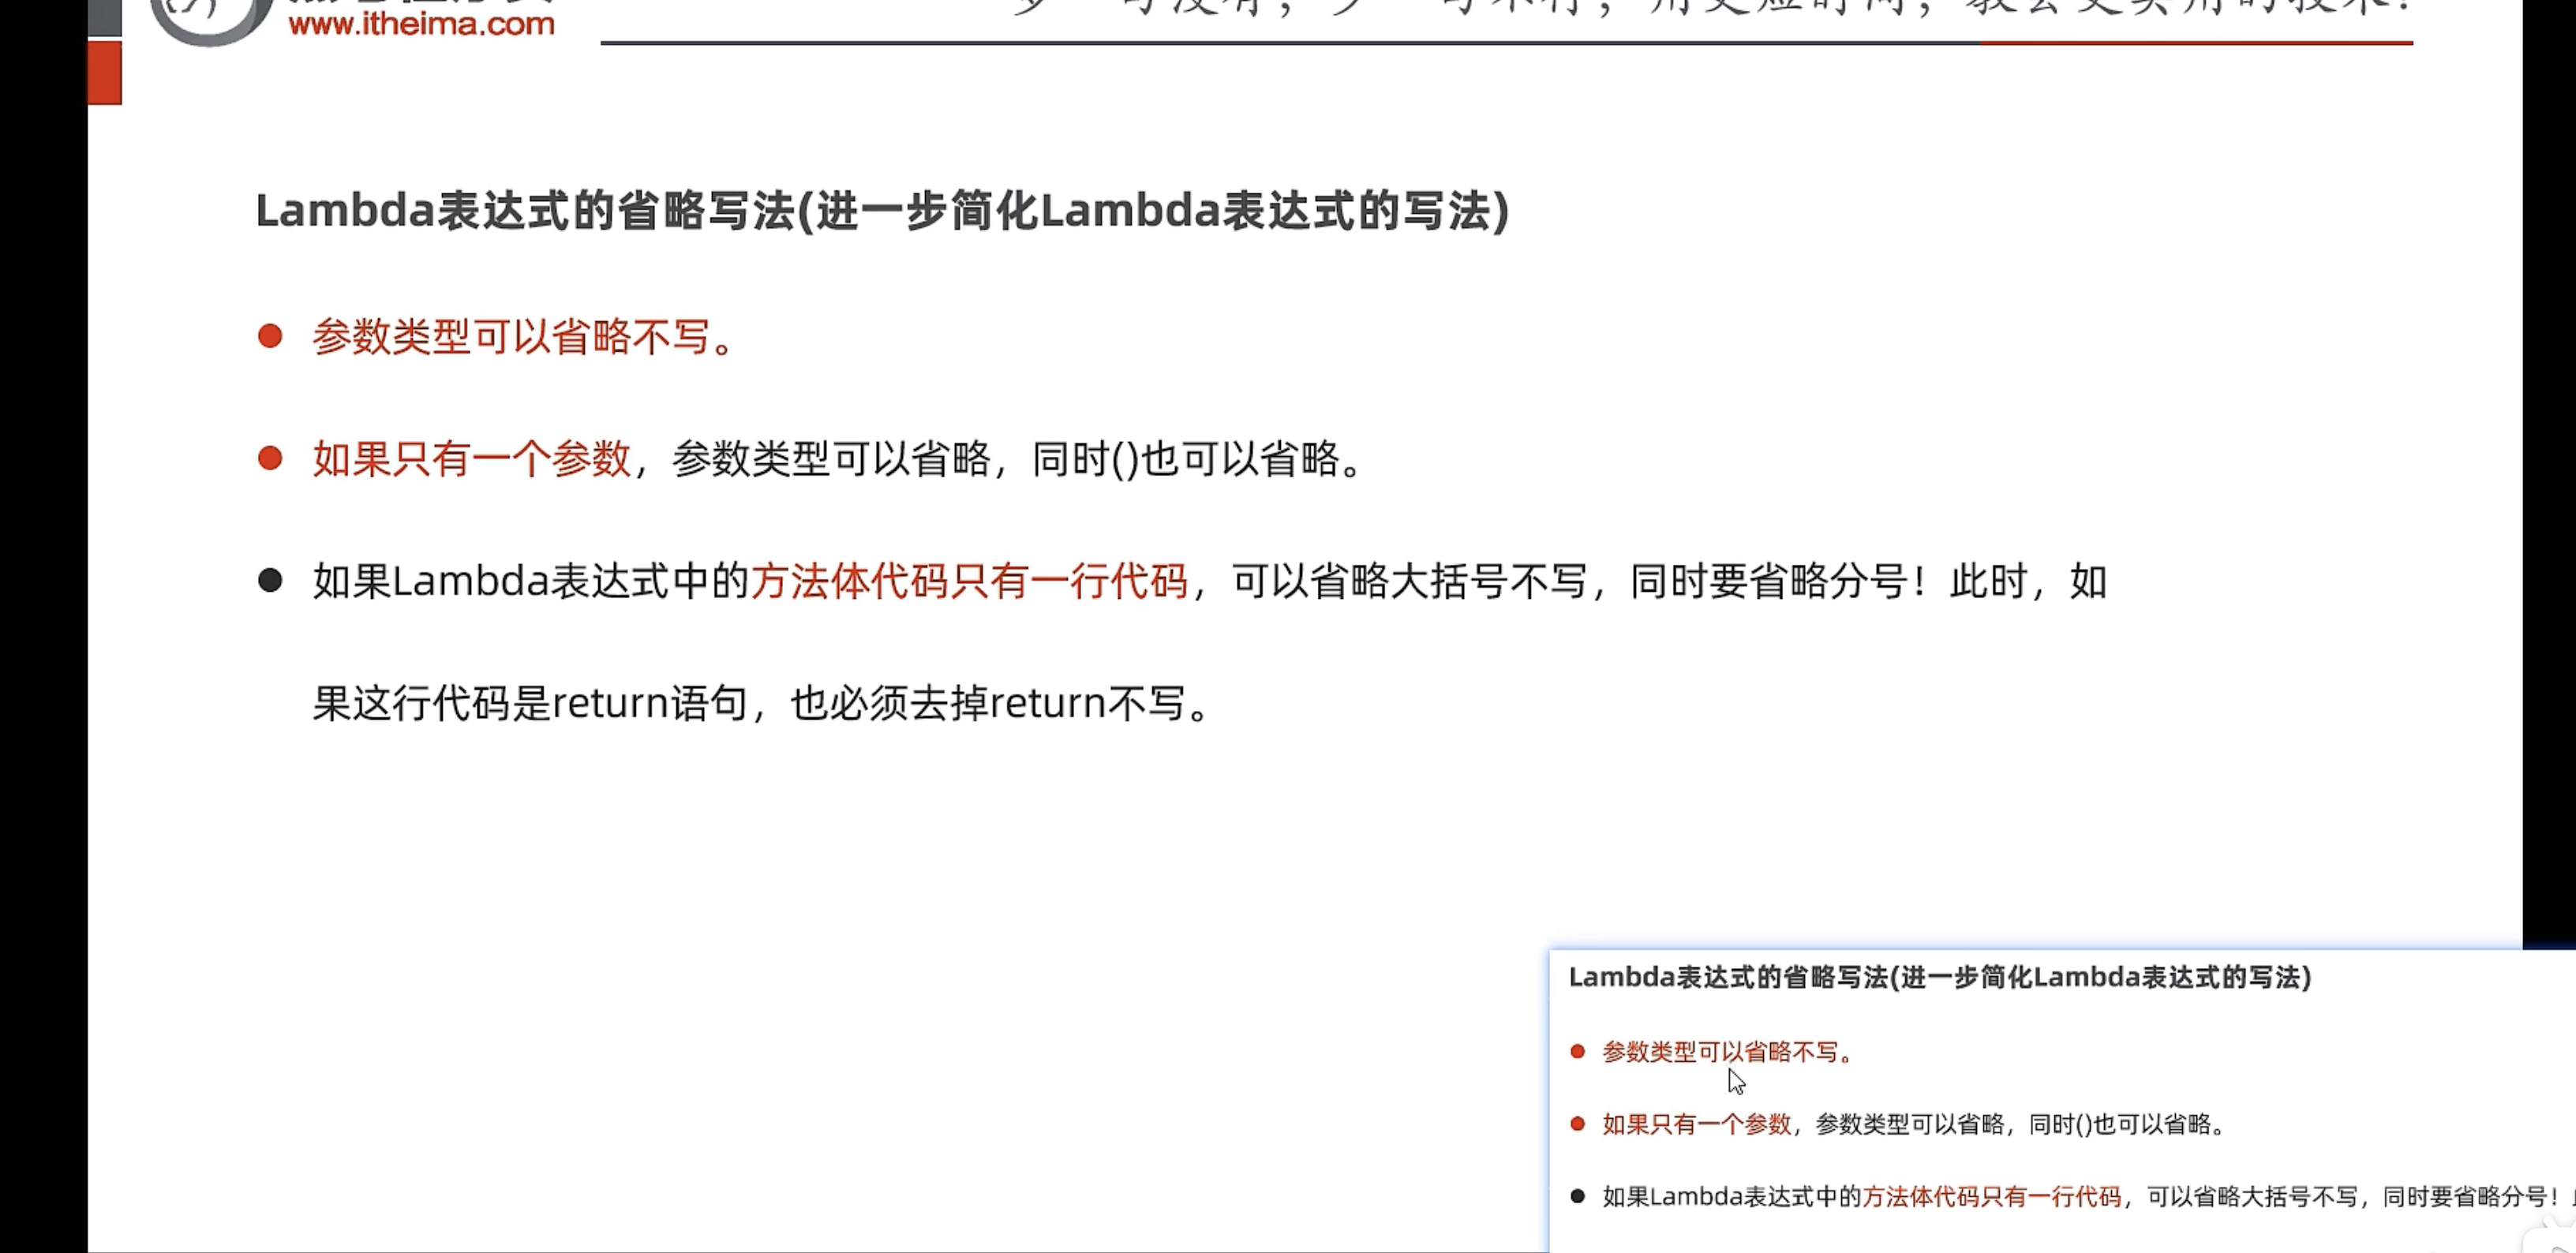 www.itheima.com
Lambda表达式的省略写法(进一步简化Lambda表达式的写法)
参数类型可以省略不写。
如果只有一个参数，参数类型可以省略，同时()也可以省略。
如果Lambda表达式中的方法体代码只有一行代码，可以省略大括号不写，同时要省略分号！此时，如
果这行代码是return语句，也必须去掉return不写。
Lambda表达式的省略写法(进一步简化Lambda表达式的写法)
参数类型可以省略不写。
如果只有一个参数，参数类型可以省略，同时()也可以省略。
如果Lambda表达式中的方法体代码只有一行代码，可以省略大括号不写，同时要省略分号！